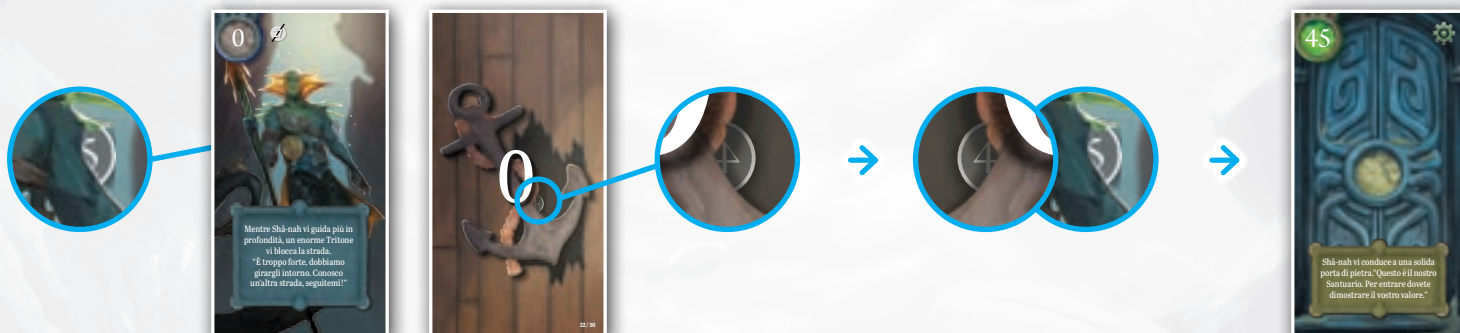 0
Mentre Shâ-nah vi guida più in
profondità, un enorme Tritone
vi blocca la strada.
"È troppo forte, dobbiamo
girargli intorno. Conosco
un'altra strada, seguitemi!"
5
0
22/30
4
4
5
45
Shâ-nah vi conduce a una solida
porta di pietra. "Questo è il nostro
Santuario. Per entrare dovete
dimostrare il vostro valore."